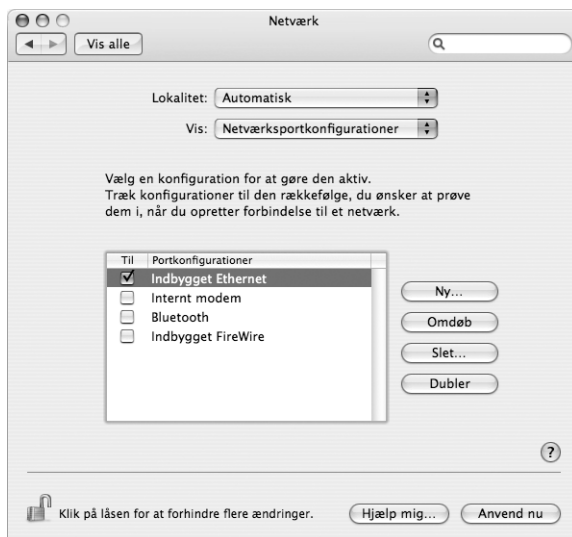 Netværk
Vis alle
Lokalitet: Automatisk
Vis: Netværksportkonfigurationer
Vælg en konfiguration for at gøre den aktiv.
Træk konfigurationer til den rækkefølge, du ønsker at prøve
dem i, når du opretter forbindelse til et netværk.
Til Portkonfigurationer
Indbygget Ethernet
Internt modem
Bluetooth
Indbygget FireWire
Ny...
Omdøb
Slet...
Dubler
?
Klik på låsen for at forhindre flere ændringer.
Hjælp mig...
Anvend nu